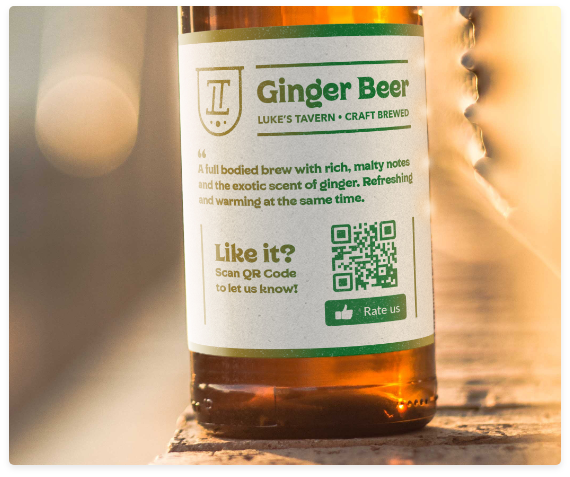 Ginger Beer
LUKE'S TAVERN • CRAFT BREWED
“
A full bodied brew with rich, malty notes
and the exotic scent of ginger. Refreshing
and warming at the same time.
Like it?
Scan QR Code
to let us know!
Rate us